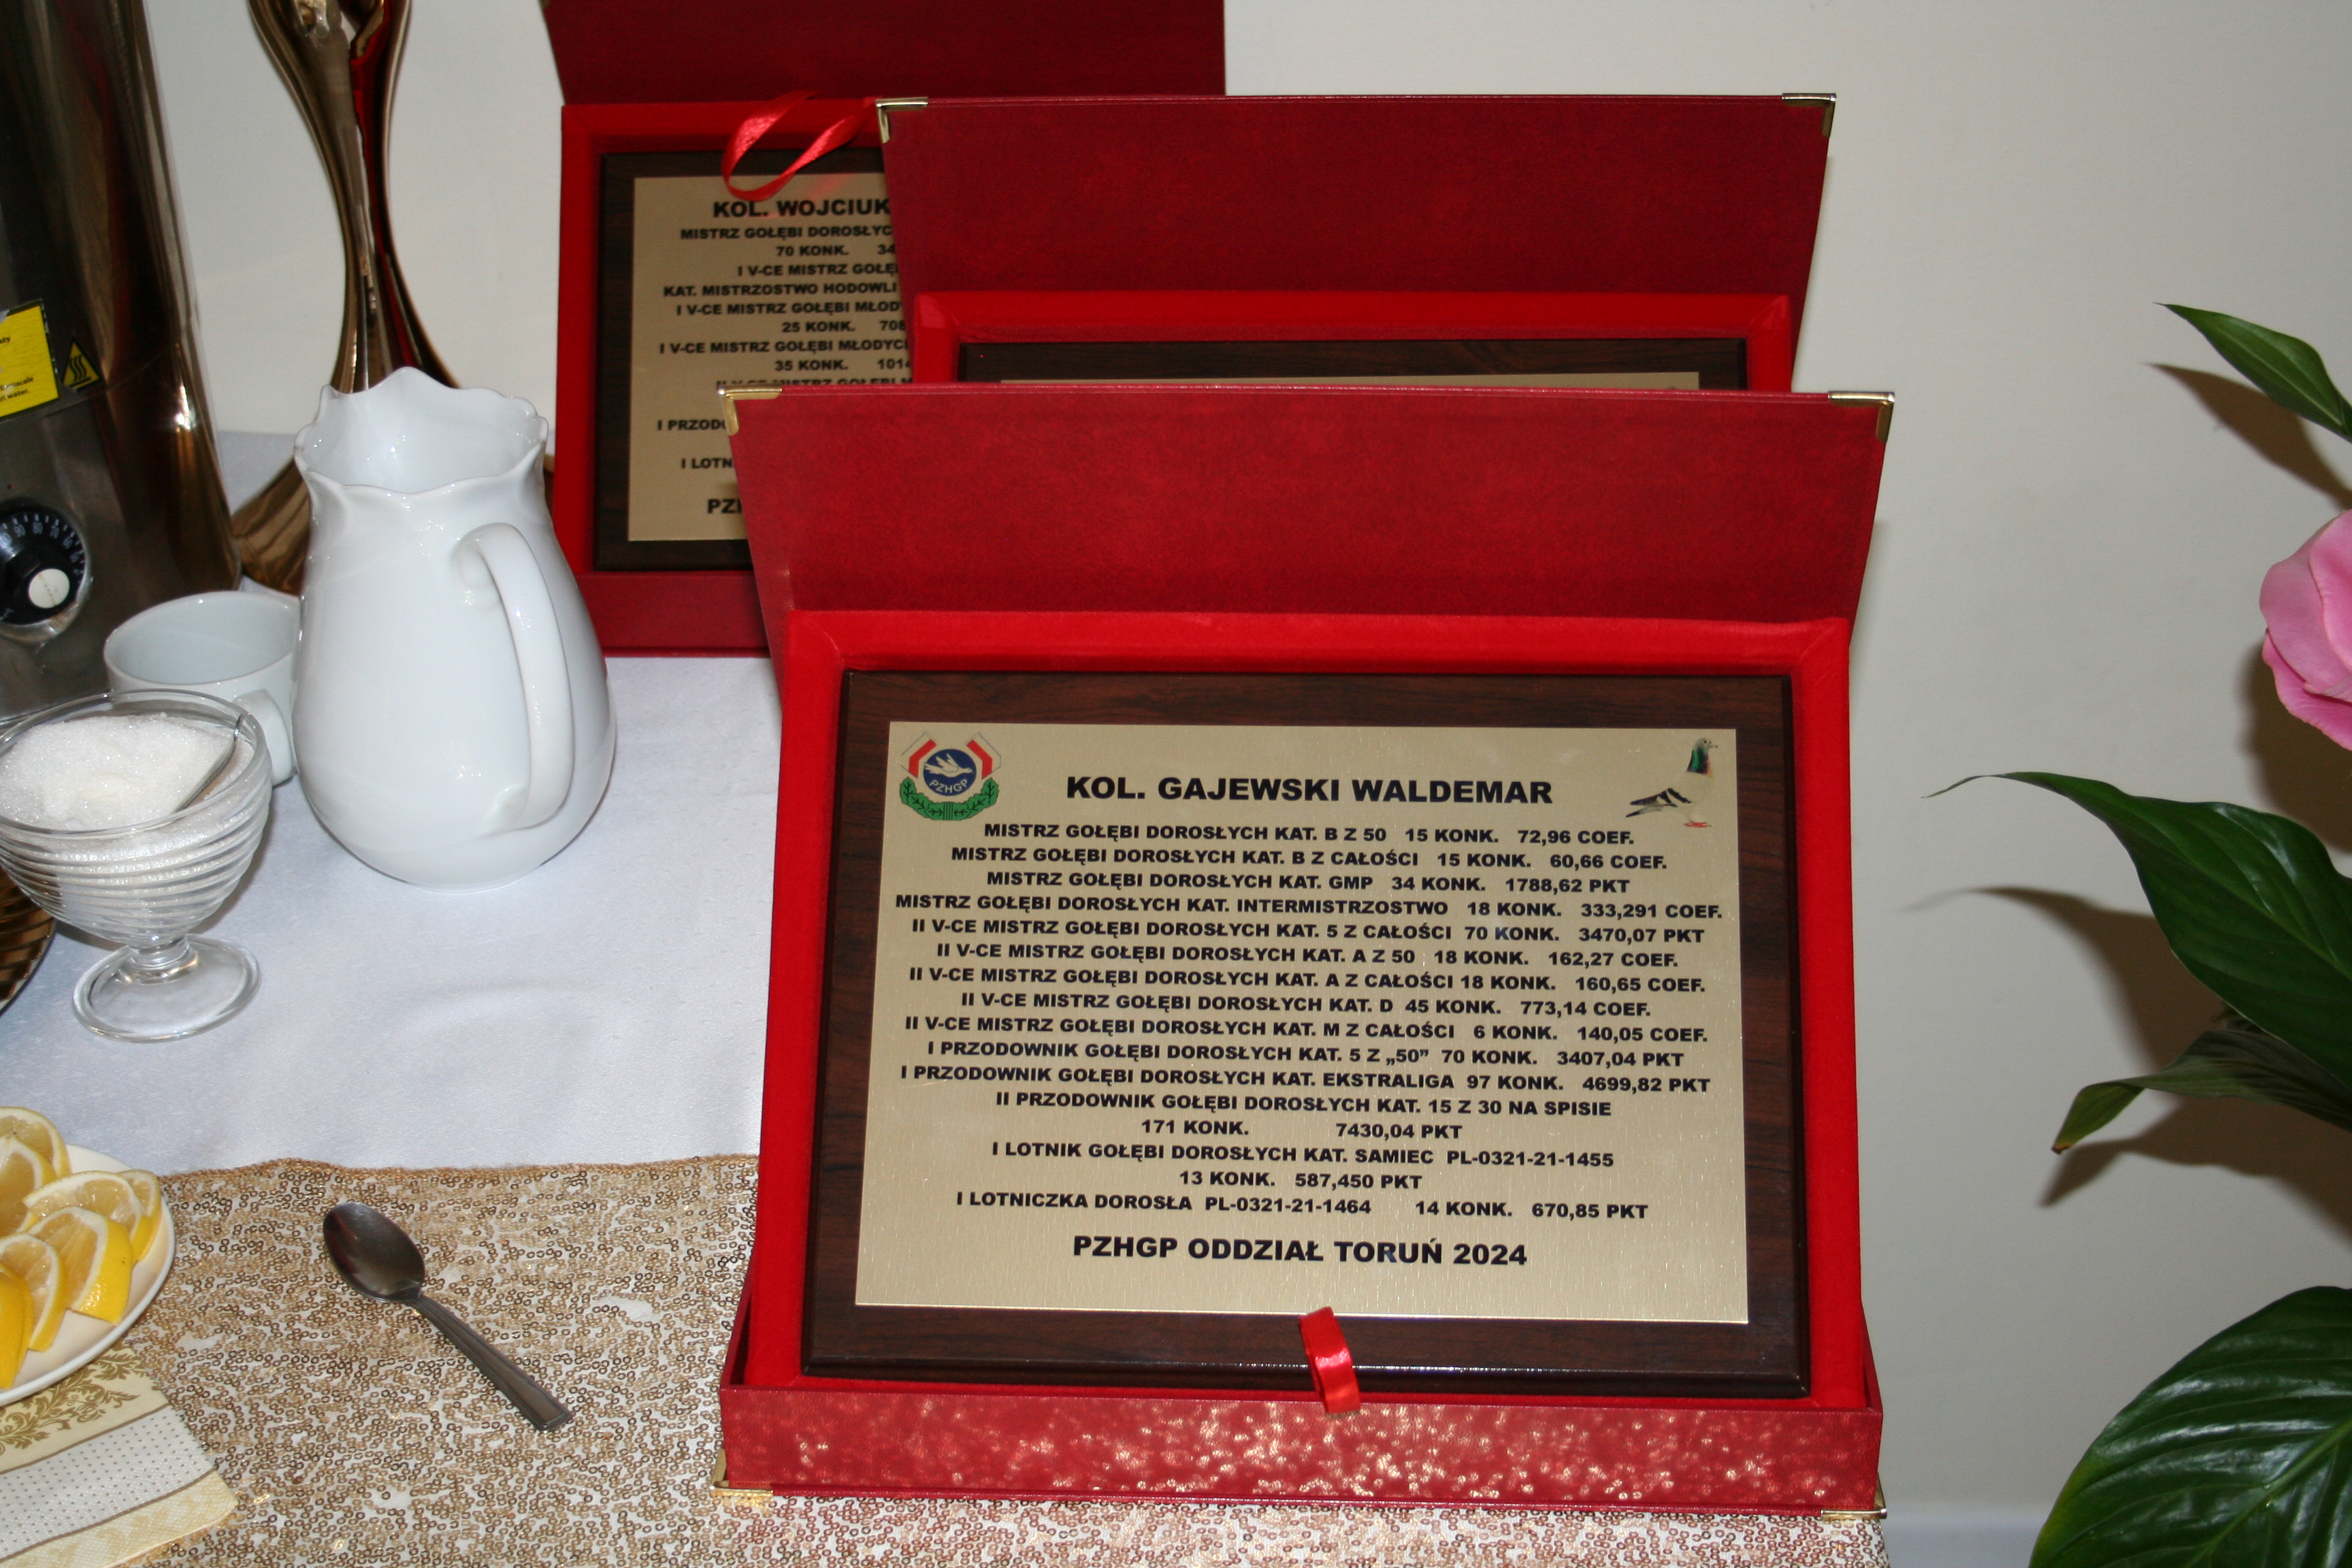 KOL. WOJCIUK
MISTRZ GOŁĘBI DOROSŁYC
70 KONK. 34
I V-CE MISTRZ GOŁĘ
KAT. MISTRZOSTWO HODOWLI
I V-CE MISTRZ GOŁĘBI MŁOD
25 KONK. 708
I V-CE MISTRZ GOŁĘBI MŁODYC
35 KONK. 1014
I PRZOD
I LOTN
KOL. GAJEWSKI WALDEMAR
PZHGP
MISTRZ GOŁĘBI DOROSŁYCH KAT. B Z 50 15 KONK. 72,96 COEF.
MISTRZ GOŁĘBI DOROSŁYCH KAT. B Z CAŁOŚCI 15 KONK. 60,66 COEF.
MISTRZ GOŁĘBI DOROSŁYCH KAT. GMP 34 KONK. 1788,62 PKT
MISTRZ GOŁĘBI DOROSŁYCH KAT. INTERMISTRZOSTWO 18 KONK. 333,291 COEF.
II V-CE MISTRZ GOŁĘBI DOROSŁYCH KAT. 5 Z CAŁOŚCI 70 KONK. 3470,07 PKT
II V-CE MISTRZ GOŁĘBI DOROSŁYCH KAT. A Z 50 18 KONK. 162,27 COEF.
II V-CE MISTRZ GOŁĘBI DOROSŁYCH KAT. A Z CAŁOŚCI 18 KONK. 160,65 COEF.
II V-CE MISTRZ GOŁĘBI DOROSŁYCH KAT. D 45 KONK. 773,14 COEF.
II V-CE MISTRZ GOŁĘBI DOROSŁYCH KAT. M Z CAŁOŚCI 6 KONK. 140,05 COEF.
I PRZODOWNIK GOŁĘBI DOROSŁYCH KAT. 5 Z „50” 70 KONK. 3407,04 PKT
I PRZODOWNIK GOŁĘBI DOROSŁYCH KAT. EKSTRALIGA 97 KONK. 4699,82 PKT
II PRZODOWNIK GOŁĘBI DOROSŁYCH KAT. 15 Z 30 NA SPISIE
171 KONK. 7430,04 PKT
I LOTNIK GOŁĘBI DOROSŁYCH KAT. SAMIEC PL-0321-21-1455
13 KONK. 587,450 PKT
I LOTNICZKA DOROSŁA PL-0321-21-1464 14 KONK. 670,85 PKT
PZHGP ODDZIAŁ TORUŃ 2024